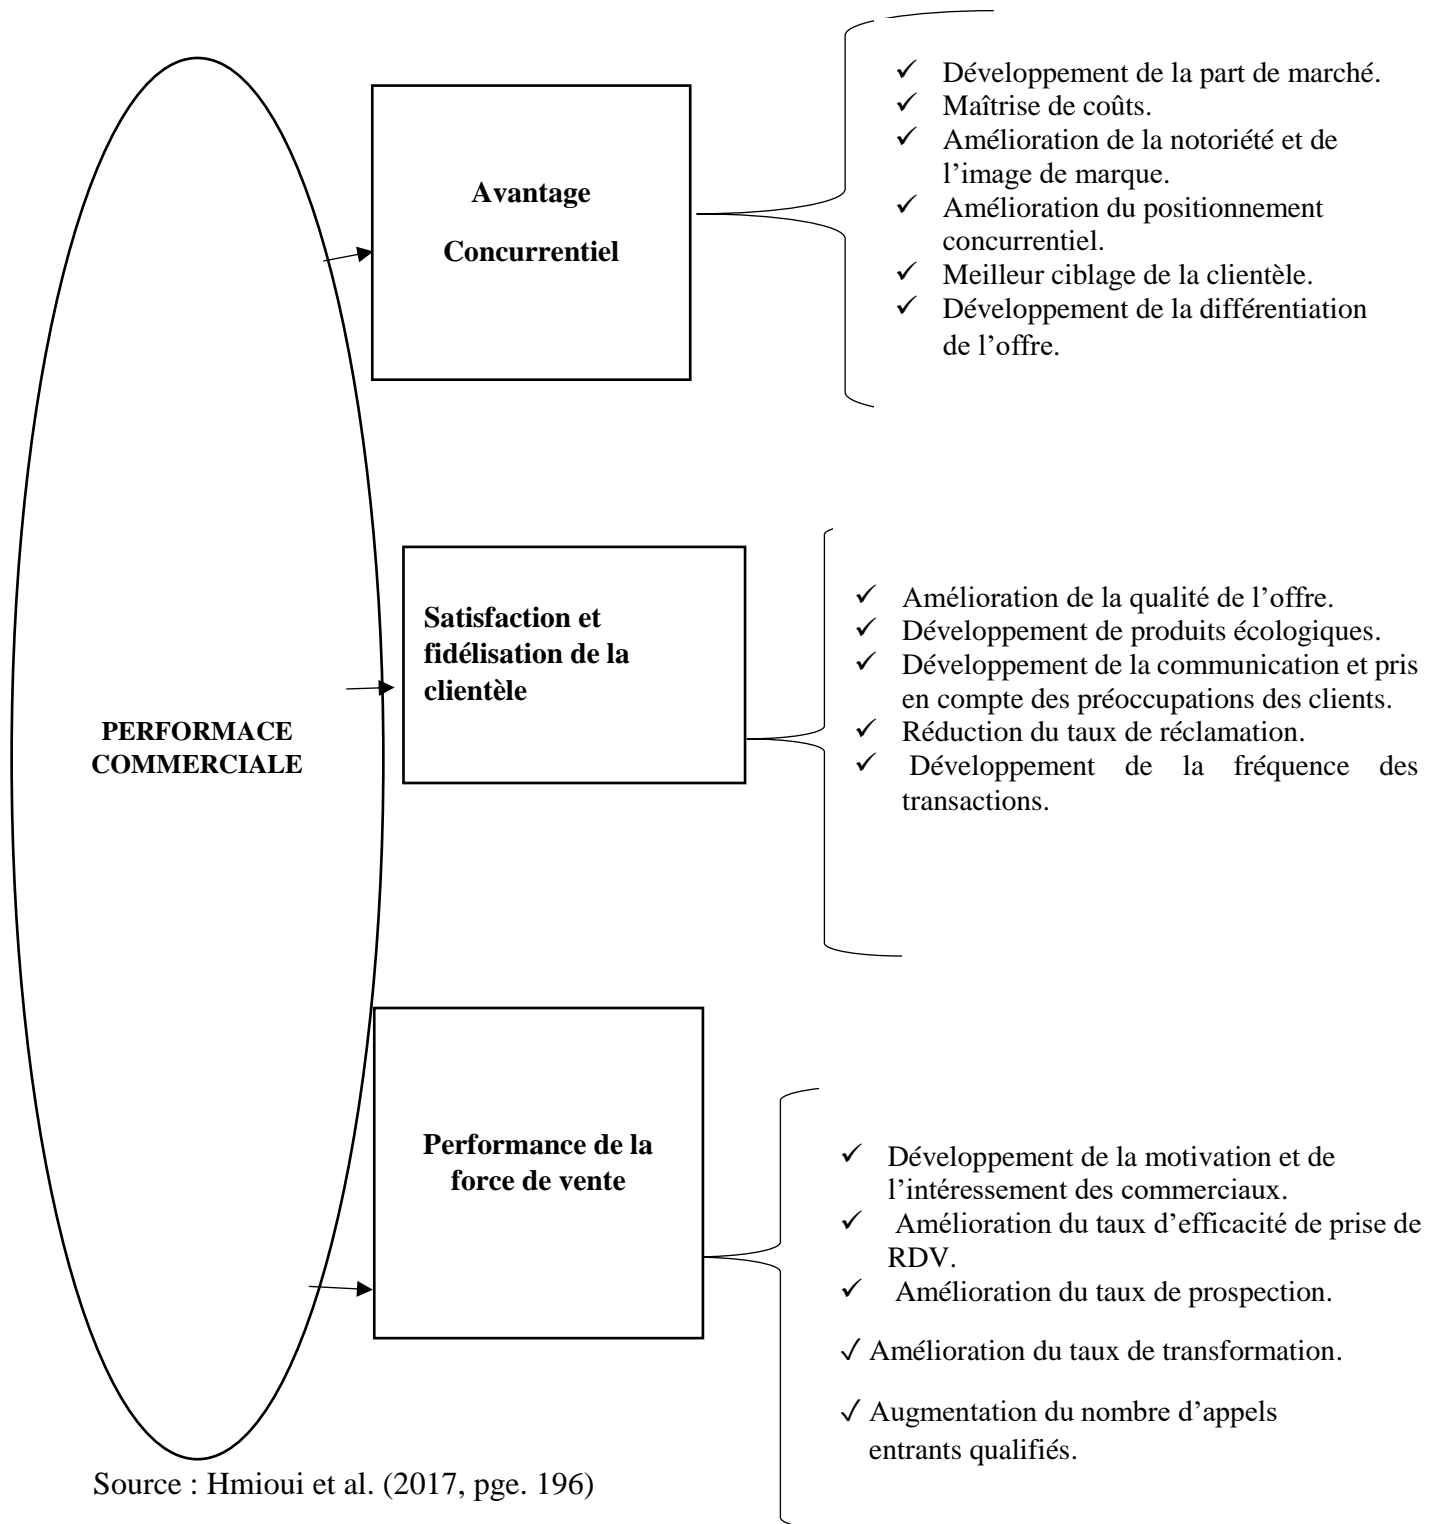 ✓ Développement de la part de marché.
✓ Maîtrise de coûts.
✓ Amélioration de la notoriété et de
l’image de marque.
✓ Amélioration du positionnement
concurrentiel.
✓ Meilleur ciblage de la clientèle.
✓ Développement de la différentiation
de l’offre.
Avantage
Concurrentiel
Satisfaction et
fidélisation de la
clientèle
✓ Amélioration de la qualité de l’offre.
✓ Développement de produits écologiques.
✓ Développement de la communication et pris
en compte des préoccupations des clients.
✓ Réduction du taux de réclamation.
✓ Développement de la fréquence des
transactions.
PERFORMACE
COMMERCIALE
Performance de la
force de vente
✓ Développement de la motivation et de
l’intéressement des commerciaux.
✓ Amélioration du taux d’efficacité de prise de
RDV.
✓ Amélioration du taux de prospection.
✓ Amélioration du taux de transformation.
✓ Augmentation du nombre d’appels
entrants qualifiés.
Source : Hmioui et al. (2017, pge. 196)